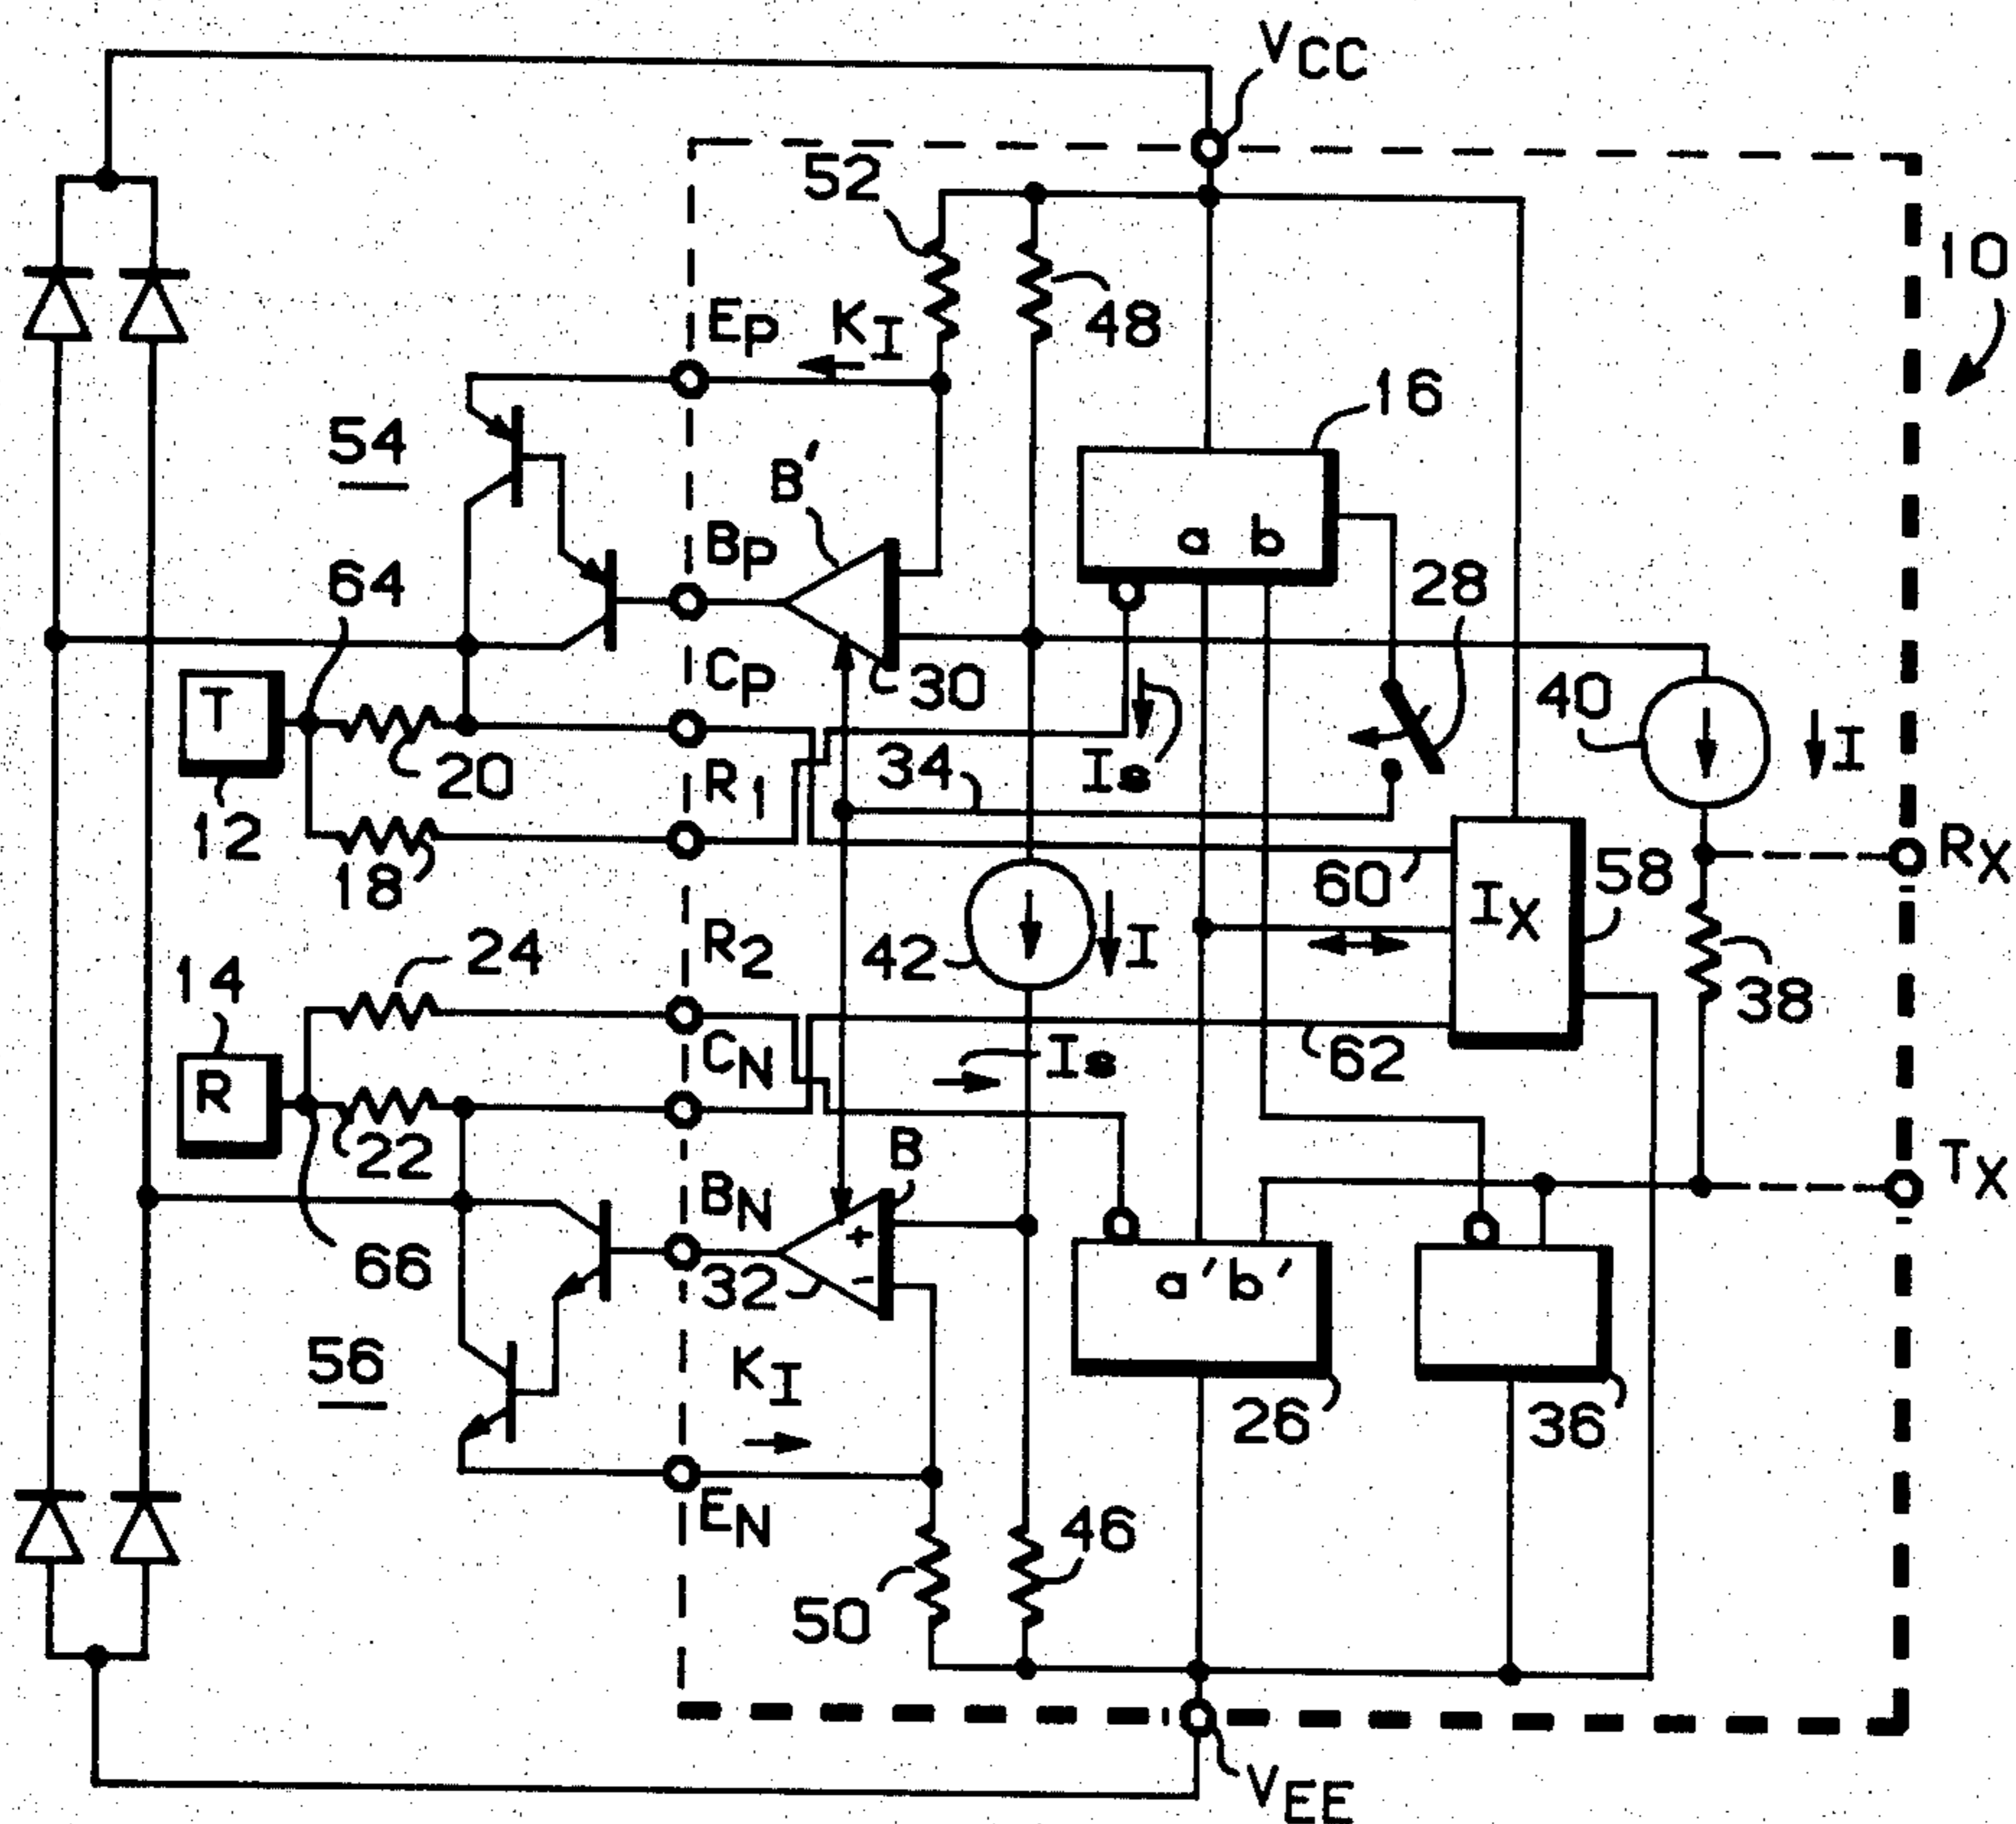 VCC
52
10
EP
KI
48
16
54
B'
BP
a b
64
28
CP
30
T
40
I
20
34
Is
R1
12
18
60
58
RX
IX
R2
24
42
I
14
38
CN
Is
62
R
22
B
TX
BN
+
66
32
-
a' b'
56
KI
26
36
EN
46
50
VEE